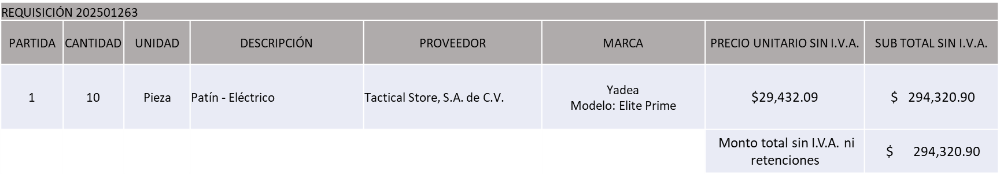 REQUISICIÓN 202501263
PARTIDA CANTIDAD UNIDAD DESCRIPCIÓN PROVEEDOR MARCA PRECIO UNITARIO SIN I.V.A. SUB TOTAL SIN I.V.A.
1 10 Pieza Patín - Eléctrico Tactical Store, S.A. de C.V. Yadea
Modelo: Elite Prime $29,432.09 $ 294,320.90
Monto total sin I.V.A. ni
retenciones $ 294,320.90